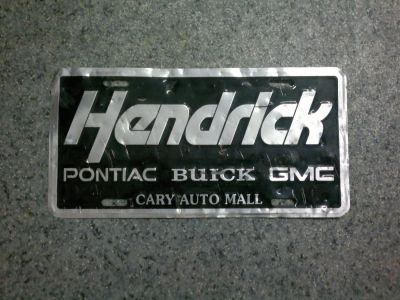 Hendrick
PONTIAC BUICK GMC
CARY AUTO MALL